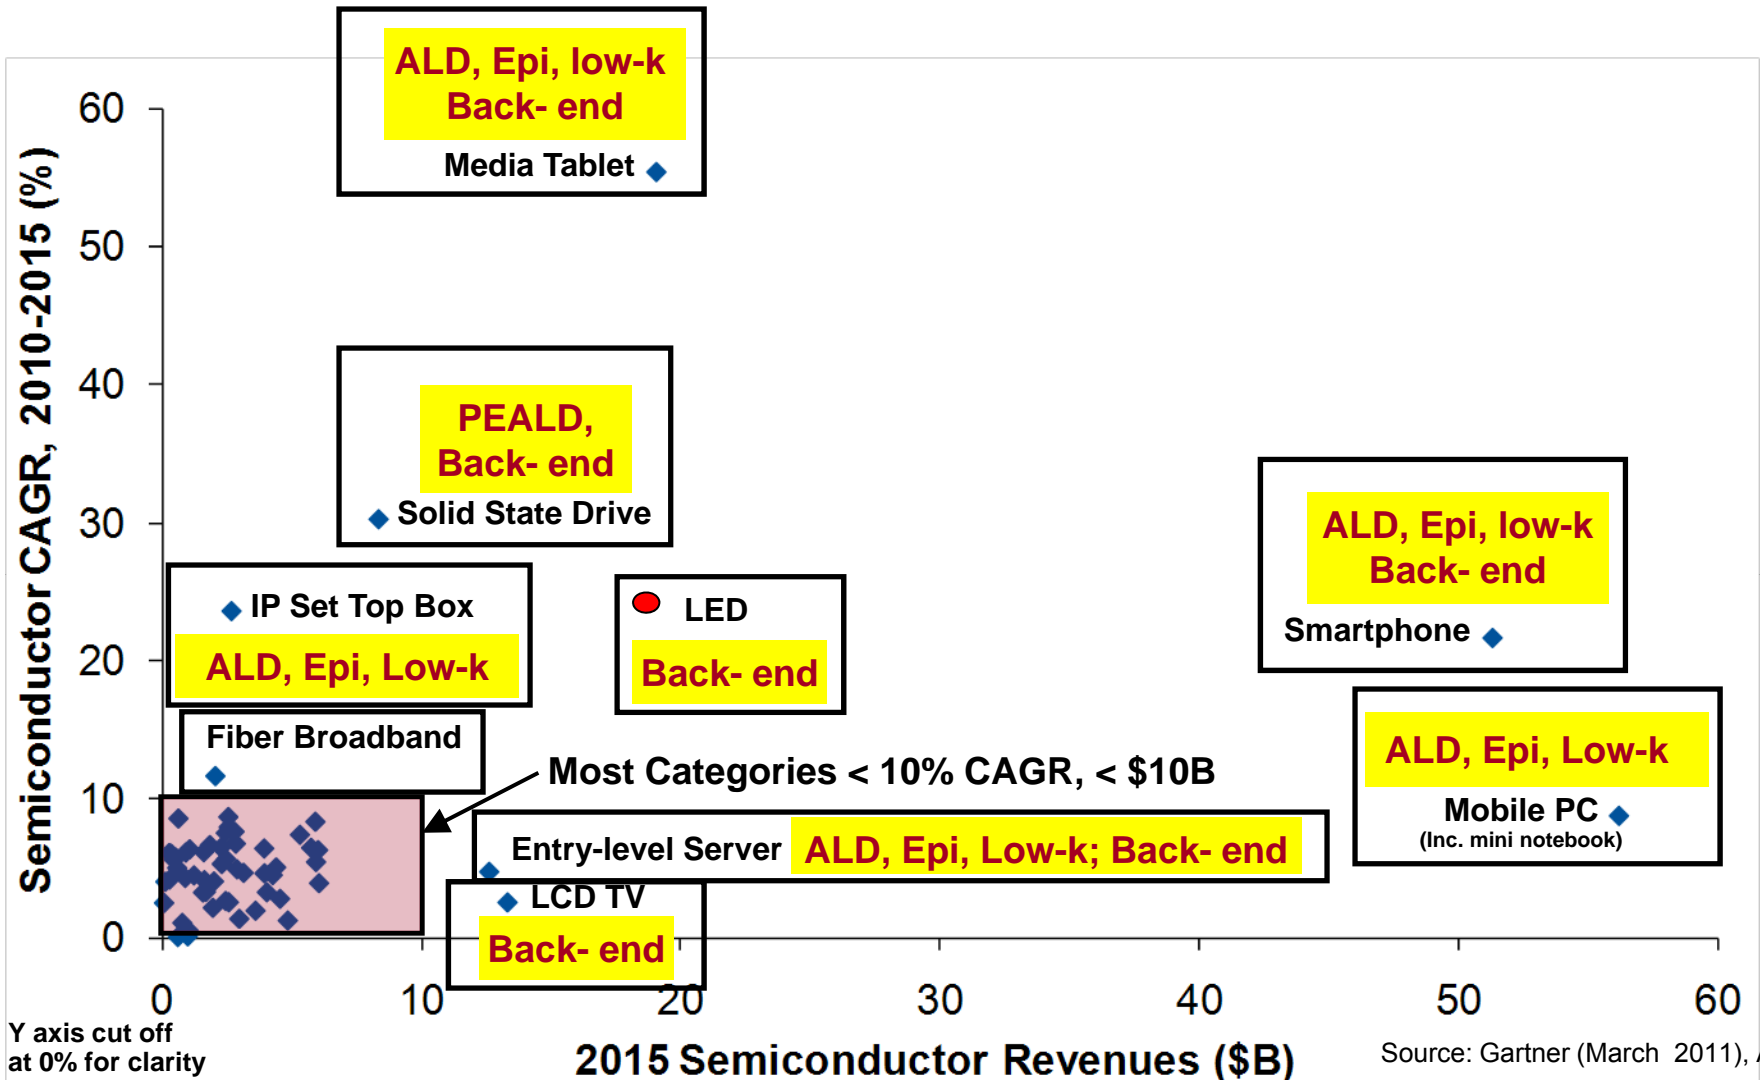 ALD, Epi, low-k
Back- end
Media Tablet
60
50
40
30
20
10
0
Semiconductor CAGR, 2010-2015 (%)
PEALD,
Back- end
Solid State Drive
ALD, Epi, low-k
Back- end
Smartphone
IP Set Top Box
ALD, Epi, Low-k
LED
Back- end
Fiber Broadband
Most Categories < 10% CAGR, < $10B
ALD, Epi, Low-k
Mobile PC
(Inc. mini notebook)
Entry-level Server ALD, Epi, Low-k; Back- end
LCD TV
Back- end
0 10 20 30 40 50 60
Y axis cut off
at 0% for clarity
2015 Semiconductor Revenues ($B)
Source: Gartner (March 2011),